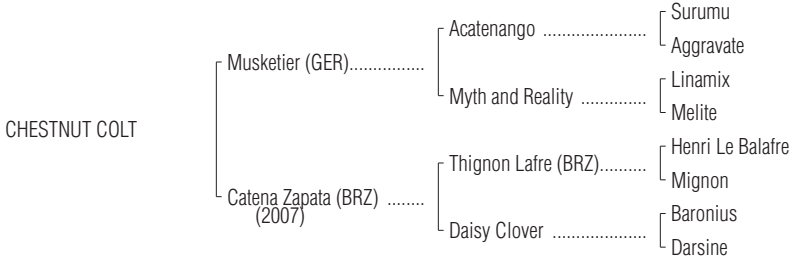 Surumu
Acatenango ......................
Aggravate
Musketier (GER)................
Linamix
Myth and Reality ..............
Melite
CHESTNUT COLT
Henri Le Balafre
Thignon Lafre (BRZ)..........
Mignon
Catena Zapata (BRZ) ........
(2007)
Baronius
Daisy Clover ....................
Darsine